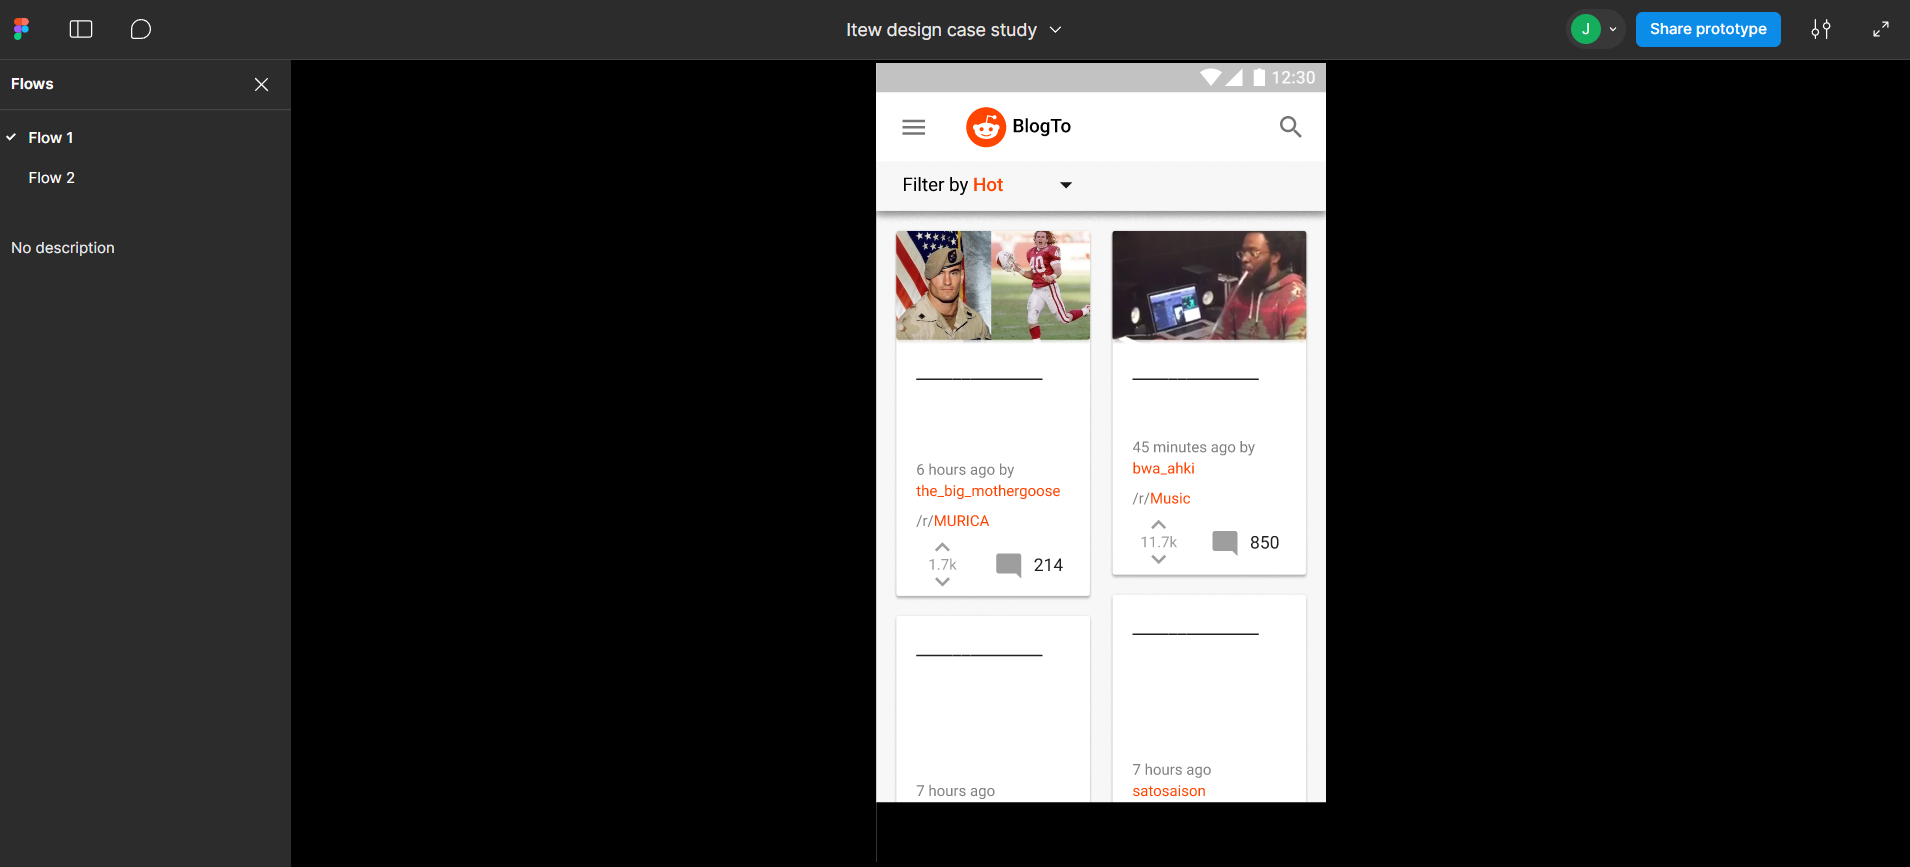 Itew design case study
J
Share prototype
Flows
Flow 1
Flow 2
No description
12:30
BlogTo
Filter by Hot
40
6 hours ago by
the_big_mothergoose
/r/MURICA
1.7k
214
45 minutes ago by
bwa_ahki
/r/Music
11.7k
850
7 hours ago
7 hours ago
satosaison